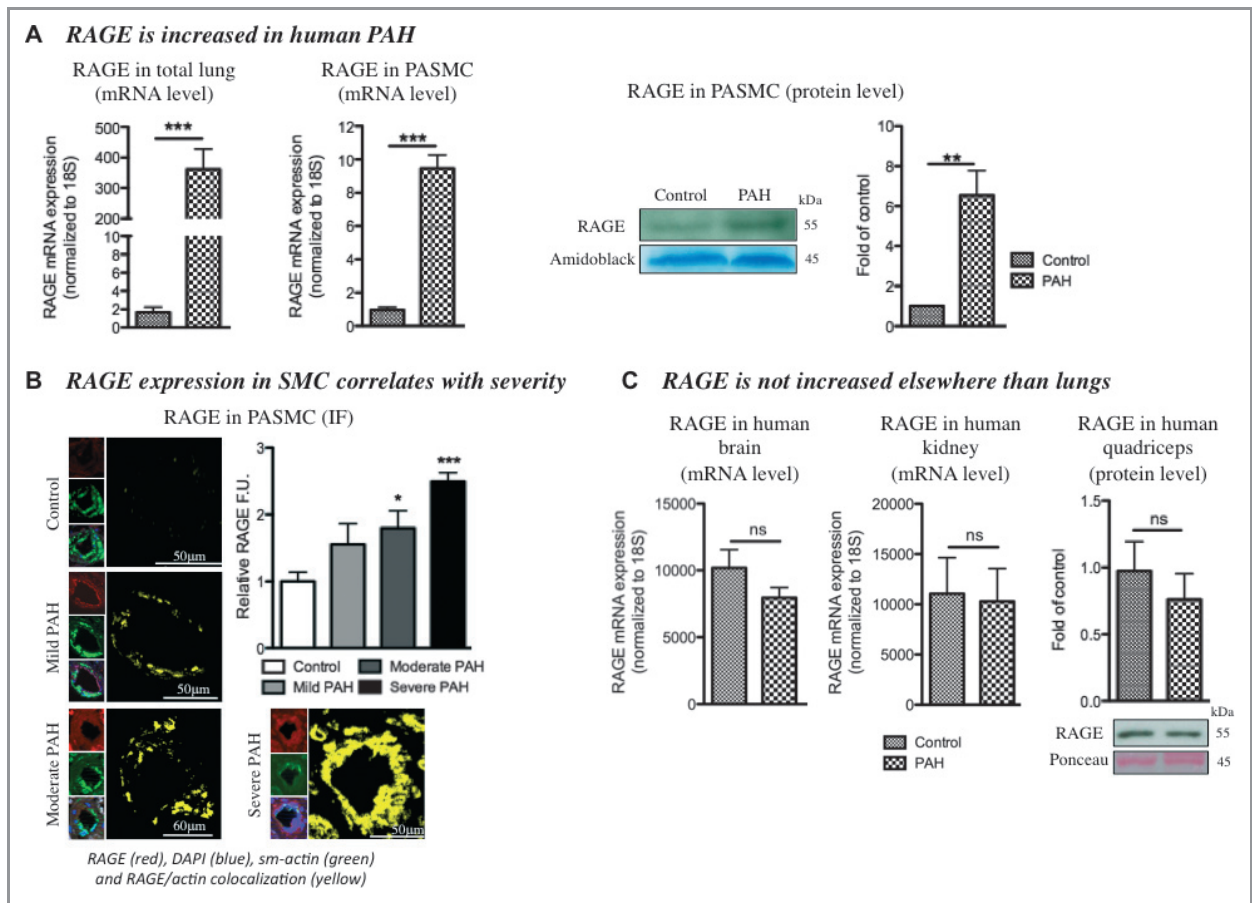 A RAGE is increased in human PAH
RAGE in total lung
(mRNA level)
RAGE mRNA expression
(normalized to 18S)
500
400
300
200
10
8
6
4
2
0
***
RAGE in PASMC
(mRNA level)
RAGE mRNA expression
(normalized to 18S)
12
10
8
6
4
2
0
***
RAGE in PASMC (protein level)
Control PAH kDa
RAGE 55
Amidoblack 45
Fold of control
10
8
6
4
2
0
**
Control
PAH
B RAGE expression in SMC correlates with severity
RAGE in PASMC (IF)
Control
50µm
Mild PAH
50µm
Relative RAGE F.U.
3
2
1
0
*
***
Control
Moderate PAH
Mild PAH
Severe PAH
Moderate PAH
60µm
Severe PAH
50µm
RAGE (red), DAPI (blue), sm-actin (green)
and RAGE/actin colocalization (yellow)
C RAGE is not increased elsewhere than lungs
RAGE in human
brain
(mRNA level)
RAGE mRNA expression
(normalized to 18S)
15000
10000
5000
0
ns
RAGE in human
kidney
(mRNA level)
RAGE mRNA expression
(normalized to 18S)
20000
15000
10000
5000
0
ns
Control
PAH
RAGE in human
quadriceps
(protein level)
Fold of control
1.5
1.0
0.5
0.0
ns
kDa
RAGE 55
Ponceau 45